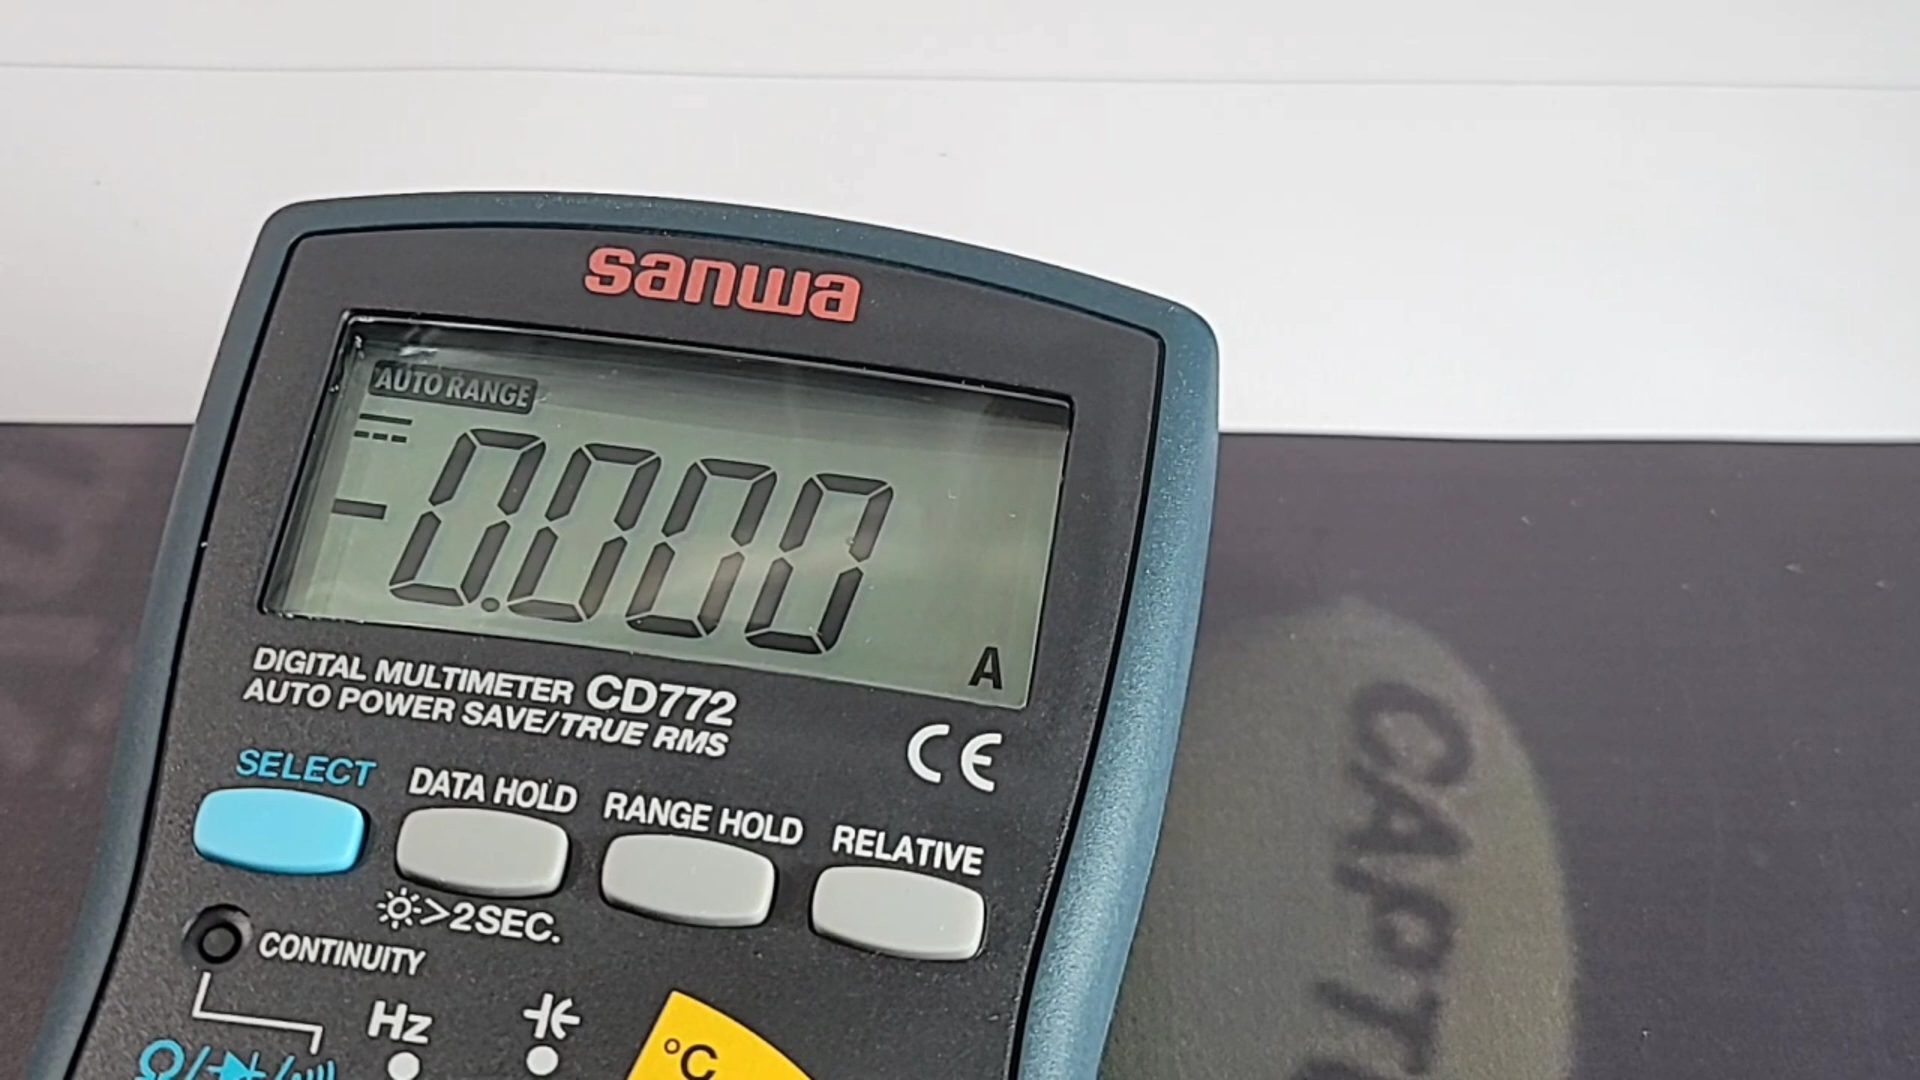 sanwa
AUTO RANGE
-0.000
A
DIGITAL MULTIMETER CD772
AUTO POWER SAVE/TRUE RMS
CE
SELECT
DATA HOLD
RANGE HOLD
RELATIVE
>2SEC.
CONTINUITY
Hz
°C
Ω/